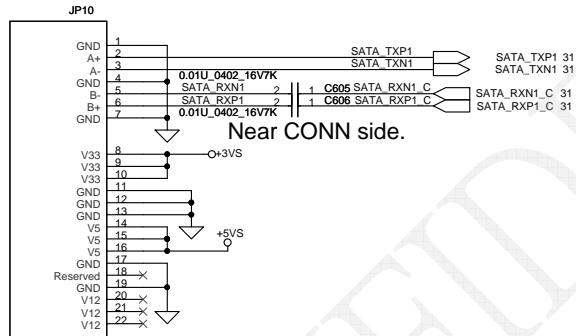 JP10
GND 1
A+ 2 SATA_TXP1 SATA_TXP1 31
A- 3 SATA_TXN1 SATA_TXN1 31
GND 4 0.01U_0402_16V7K
B- 5 SATA_RXN1 2 1 C605 SATA_RXN1_C SATA_RXN1_C 31
B+ 6 SATA_RXP1 2 1 C606 SATA_RXP1_C SATA_RXP1_C 31
GND 7 0.01U_0402_16V7K
Near CONN side.
V33 8 +3VS
V33 9
V33 10
GND 11
GND 12
GND 13
V5 14
V5 15 +5VS
V5 16
GND 17
Reserved 18
GND 19
V12 20
V12 21
V12 22